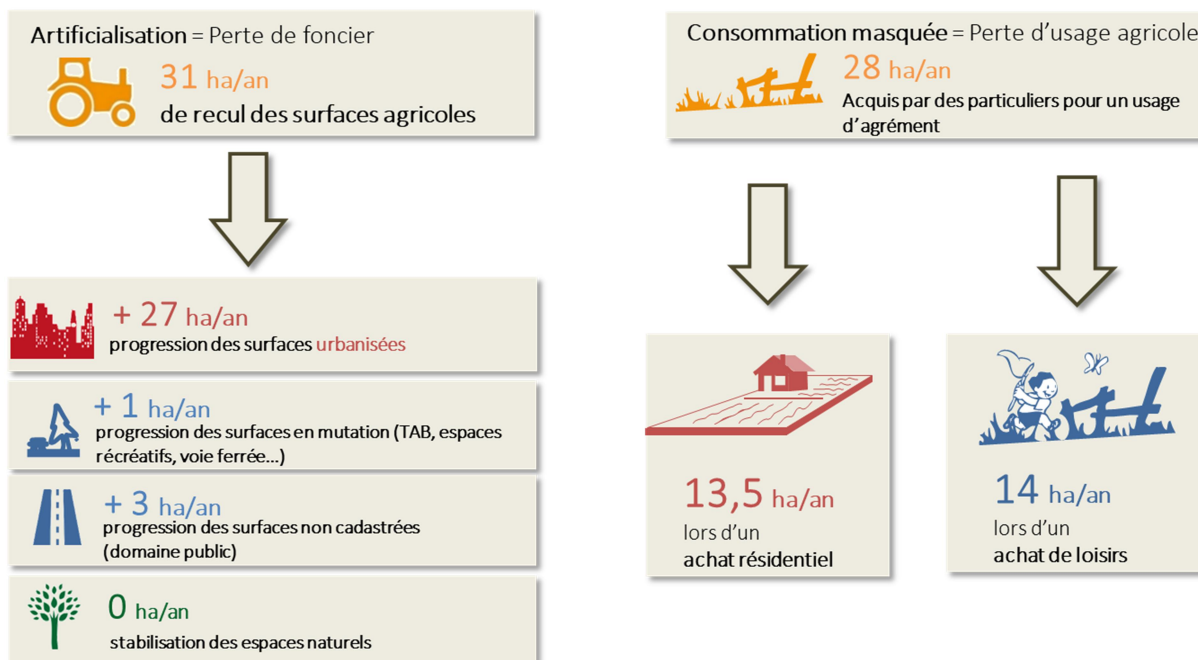 Artificialisation = Perte de foncier
31 ha/an
de recul des surfaces agricoles
+ 27 ha/an
progression des surfaces urbanisées
+ 1 ha/an
progression des surfaces en mutation (TAB, espaces
récréatifs, voie ferrée...)
+ 3 ha/an
progression des surfaces non cadastrées
(domaine public)
0 ha/an
stabilisation des espaces naturels
Consommation masquée = Perte d'usage agricole
28 ha/an
Acquis par des particuliers pour un usage
d'agrément
13,5 ha/an
lors d'un
achat résidentiel
14 ha/an
lors d'un
achat de loisirs